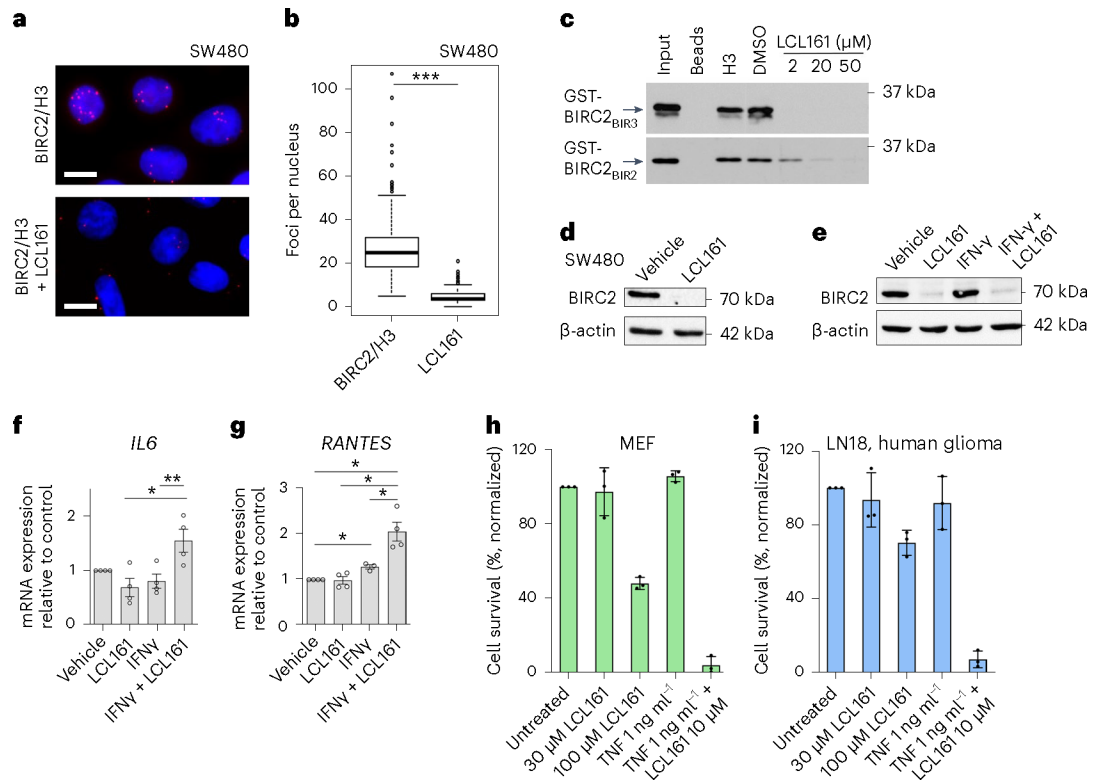 a
SW480
BIRC2/H3
BIRC2/H3
+ LCL161
b
SW480
***
Foci per nucleus
100
80
60
40
20
0
BIRC2/H3
LCL161
c
Input
Beads
H3
DMSO
LCL161 (μM)
2 20 50
GST-
BIRC2BIR3
37 kDa
GST-
BIRC2BIR2
37 kDa
d
SW480
Vehicle
LCL161
BIRC2
70 kDa
β-actin
42 kDa
e
Vehicle
LCL161
IFN-γ
IFN-γ +
LCL161
BIRC2
70 kDa
β-actin
42 kDa
f
IL6
mRNA expression
relative to control
2
1
0
**
*
Vehicle
LCL161
IFNγ
IFNγ + LCL161
g
RANTES
mRNA expression
relative to control
3
2
1
0
*
*
*
*
Vehicle
LCL161
IFNγ
IFNγ + LCL161
h
MEF
Cell survival (%, normalized)
120
80
40
0
Untreated
30 μM LCL161
100 μM LCL161
TNF 1 ng ml⁻¹
TNF 1 ng ml⁻¹ +
LCL161 10 μM
i
LN18, human glioma
Cell survival (%, normalized)
120
80
40
0
Untreated
30 μM LCL161
100 μM LCL161
TNF 1 ng ml⁻¹
TNF 1 ng ml⁻¹ +
LCL161 10 μM